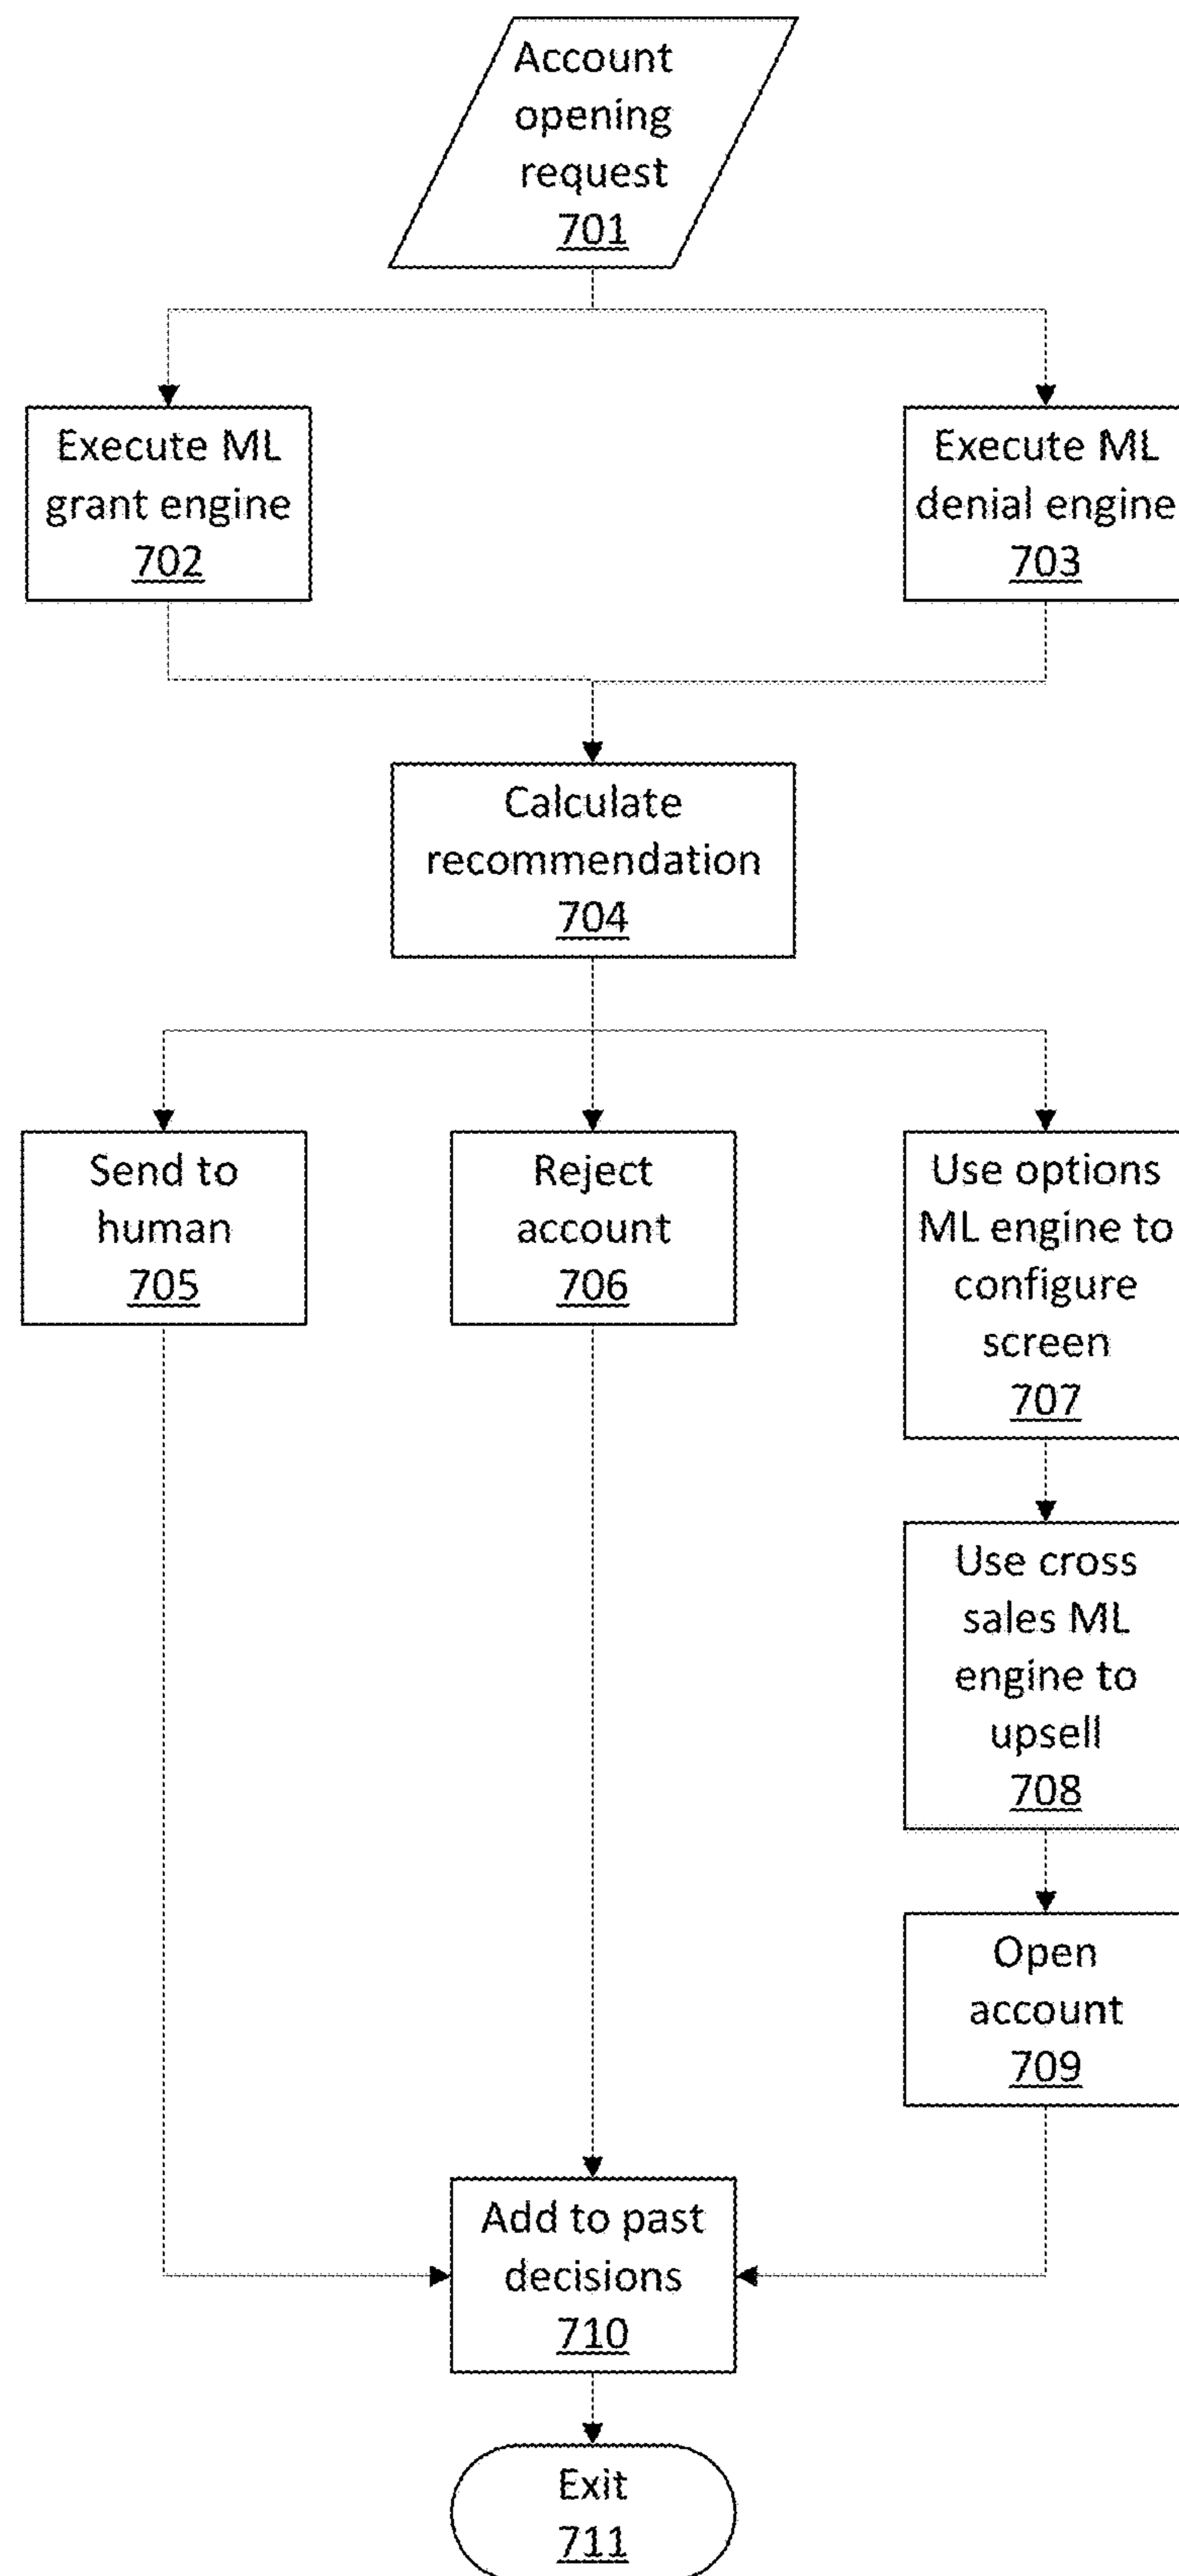 Account
opening
request
701
Execute ML
grant engine
702
Execute ML
denial engine
703
Calculate
recommendation
704
Send to
human
705
Reject
account
706
Use options
ML engine to
configure
screen
707
Use cross
sales ML
engine to
upsell
708
Open
account
709
Add to past
decisions
710
Exit
711